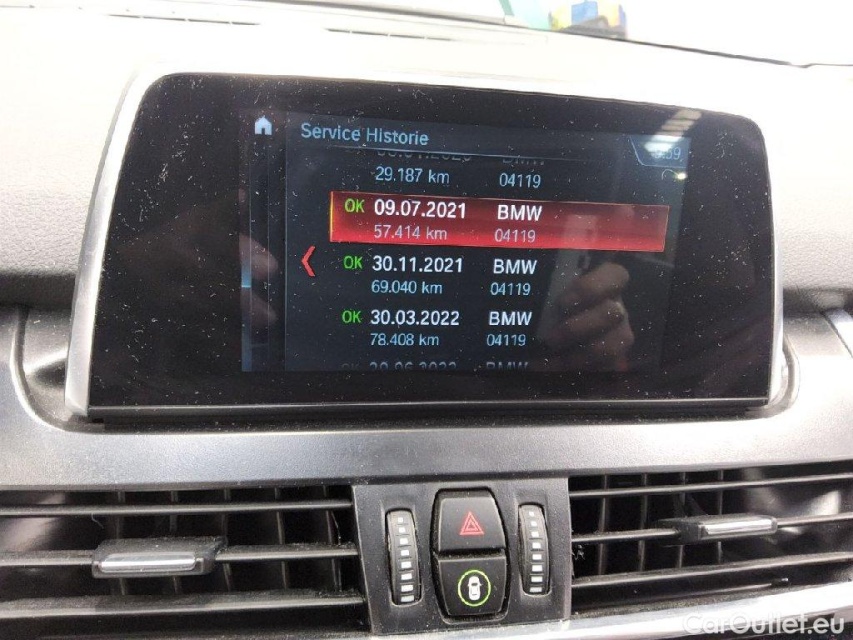 Service Historie
29.187 km 04119
OK 09.07.2021 BMW
57.414 km 04119
OK 30.11.2021 BMW
69.040 km 04119
OK 30.03.2022 BMW
78.408 km 04119
CarOutlet.eu